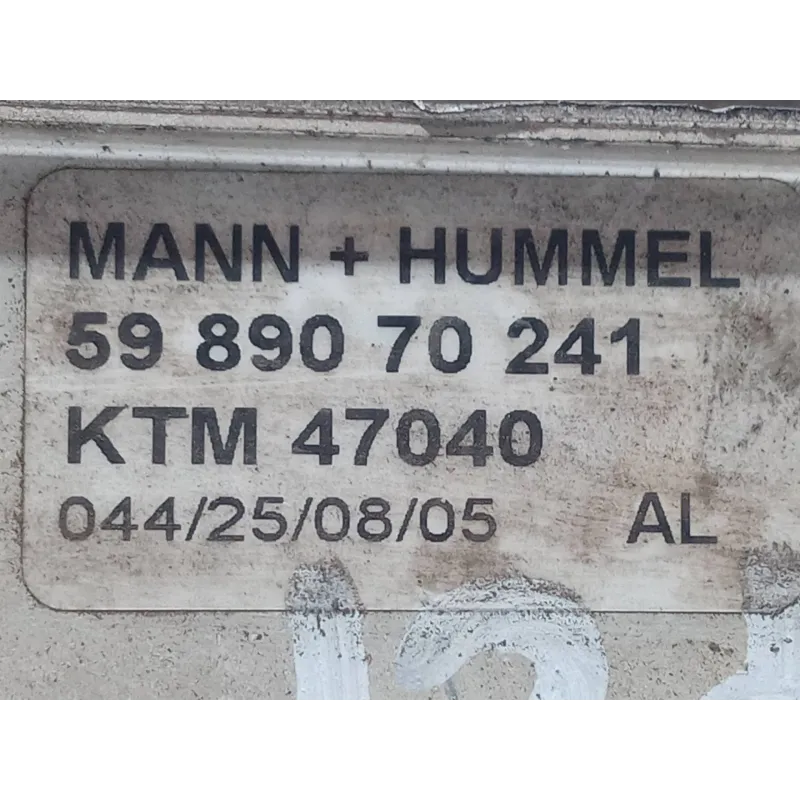 MANN + HUMMEL
59 890 70 241
KTM 47040
044/25/08/05 AL